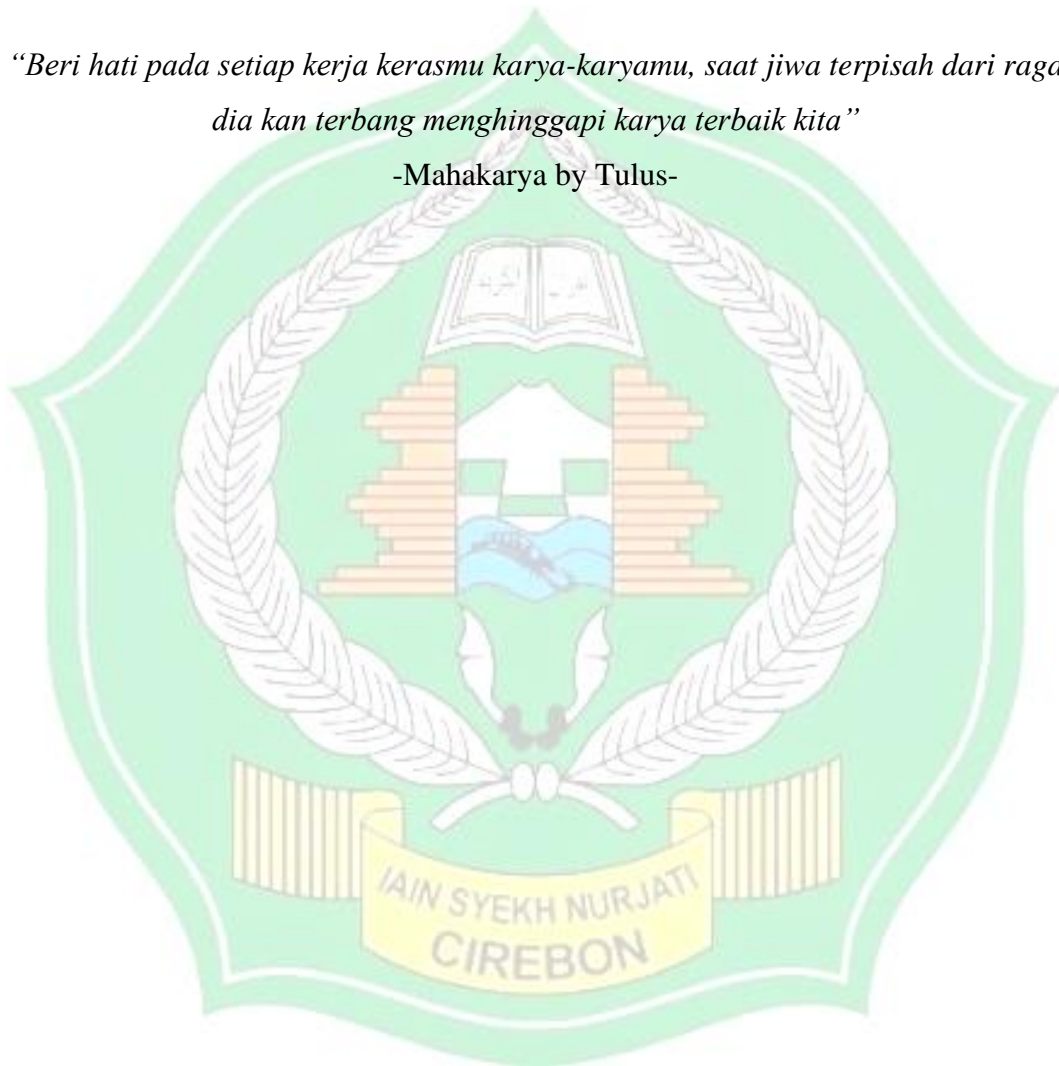 “Beri hati pada setiap kerja kerasmu karya-karyamu, saat jiwa terpisah dari raga
dia kan terbang menghinggapi karya terbaik kita”
-Mahakarya by Tulus-
IAIN SYEKH NURJATI
CIREBON